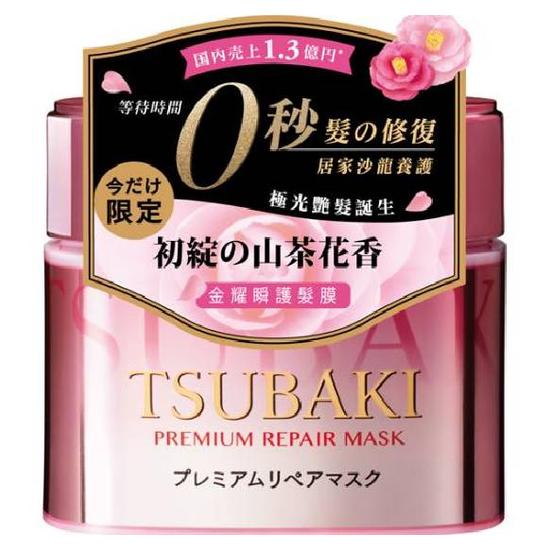 国内売上1.3億円*
等待時間
0秒髮の修復
居家沙龍養護
今だけ
限定
極光艷髮誕生
初綻の山茶花香
金耀瞬護髮膜
TSUBAKI
TSUBAKI
PREMIUM REPAIR MASK
プレミアムリペアマスク